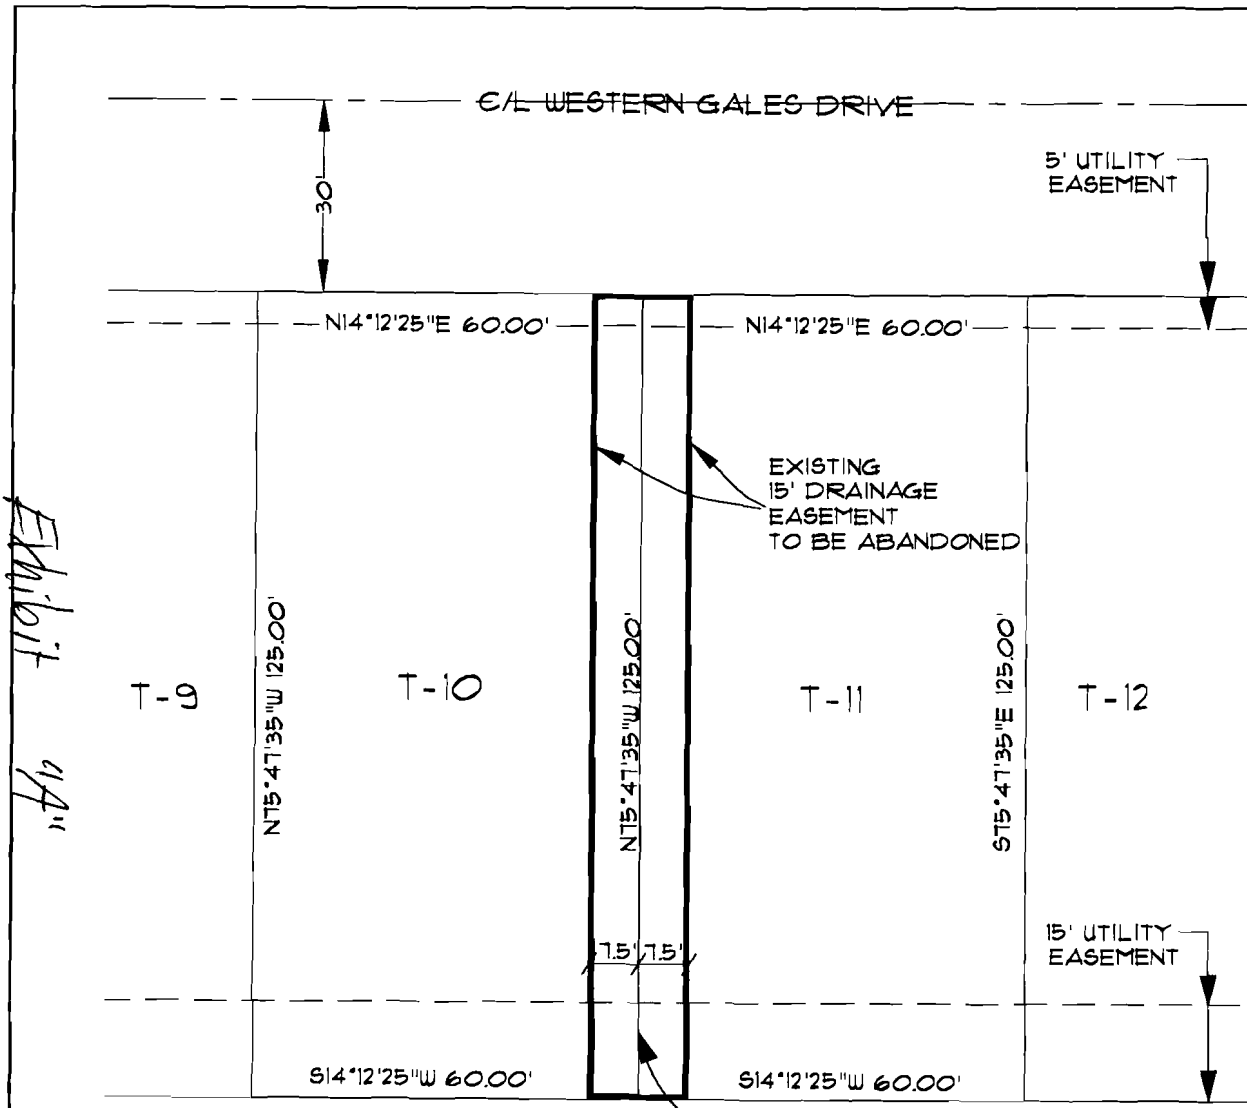 C/L WESTERN GALES DRIVE
30'
5' UTILITY
EASEMENT
N14°12'25"E 60.00'
N14°12'25"E 60.00'
EXISTING
15' DRAINAGE
EASEMENT
TO BE ABANDONED
Exhibit "A"
N75°47'35"W 125.00'
N75°47'35"W 125.00'
S75°47'35"E 125.00'
T-9
T-10
T-11
T-12
7.5' 7.5'
15' UTILITY
EASEMENT
S14°12'25"W 60.00'
S14°12'25"W 60.00'